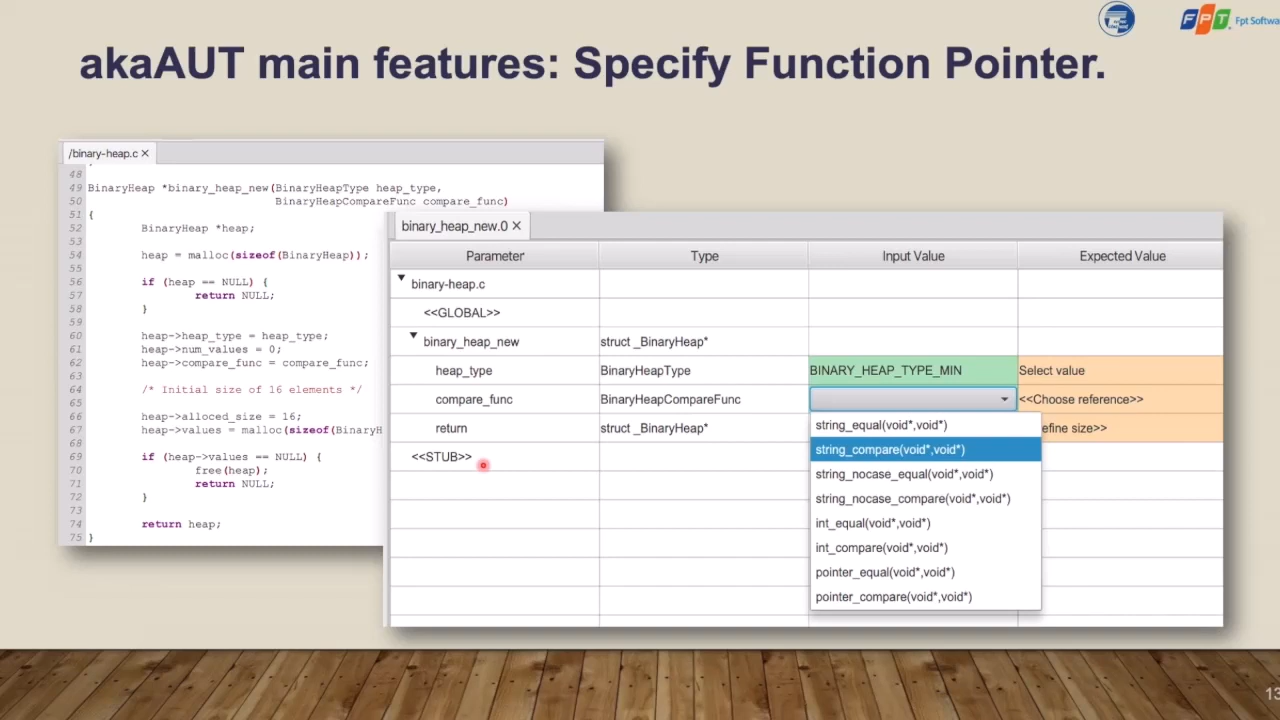 FPT Fpt Softwa
akaAUT main features: Specify Function Pointer.
/binary-heap.c ×
48
49 BinaryHeap *binary_heap_new(BinaryHeapType heap_type,
50 BinaryHeapCompareFunc compare_func)
51 {
52 BinaryHeap *heap;
53
54 heap = malloc(sizeof(BinaryHeap));
55
56 if (heap == NULL) {
57 return NULL;
58 }
59
60 heap->heap_type = heap_type;
61 heap->num_values = 0;
62 heap->compare_func = compare_func;
63
64 /* Initial size of 16 elements */
65
66 heap->alloced_size = 16;
67 heap->values = malloc(sizeof(BinaryH
68
69 if (heap->values == NULL) {
70 free(heap);
71 return NULL;
72 }
73
74 return heap;
75 }
binary_heap_new.0 ×
Parameter Type Input Value Expected Value
binary-heap.c
<<GLOBAL>>
binary_heap_new struct _BinaryHeap*
heap_type BinaryHeapType BINARY_HEAP_TYPE_MIN Select value
compare_func BinaryHeapCompareFunc <<Choose reference>>
return struct _BinaryHeap* efine size>>
<<STUB>>
string_equal(void*,void*)
string_compare(void*,void*)
string_nocase_equal(void*,void*)
string_nocase_compare(void*,void*)
int_equal(void*,void*)
int_compare(void*,void*)
pointer_equal(void*,void*)
pointer_compare(void*,void*)
13